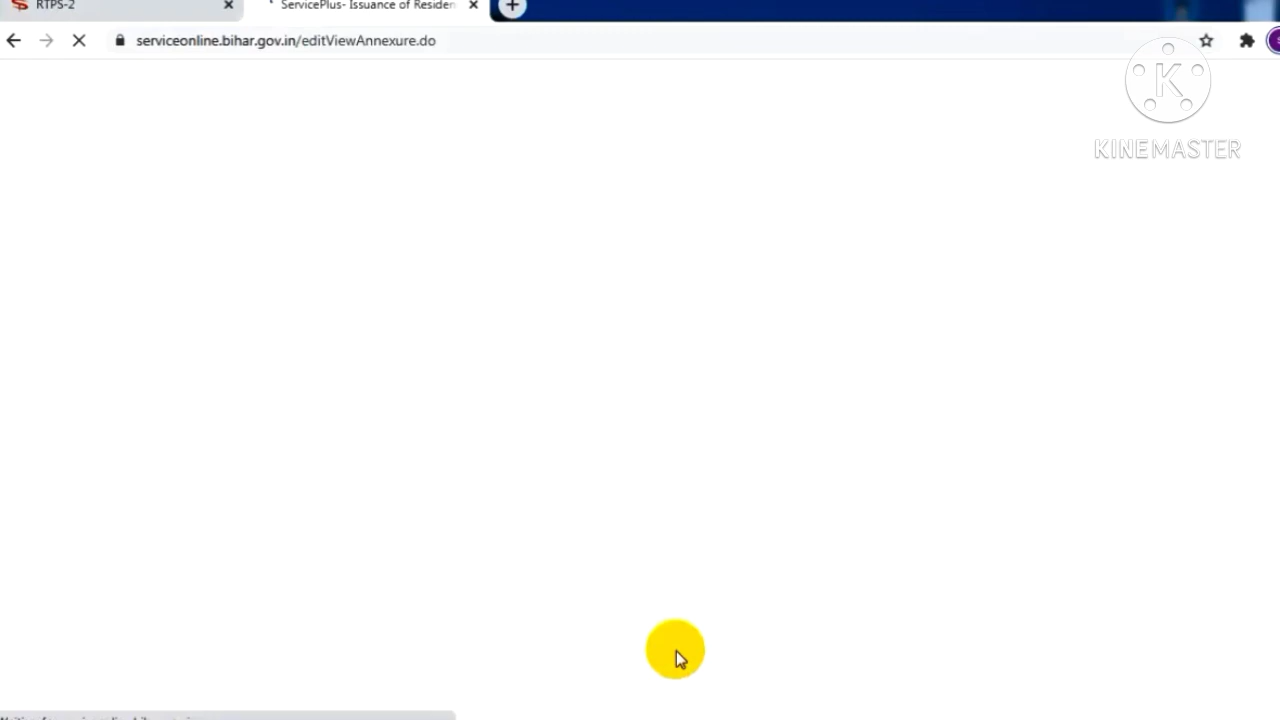 RTPS-2
ServicePlus- Issuance of Residen
serviceonline.bihar.gov.in/editViewAnnexure.do
K
KINEMASTER